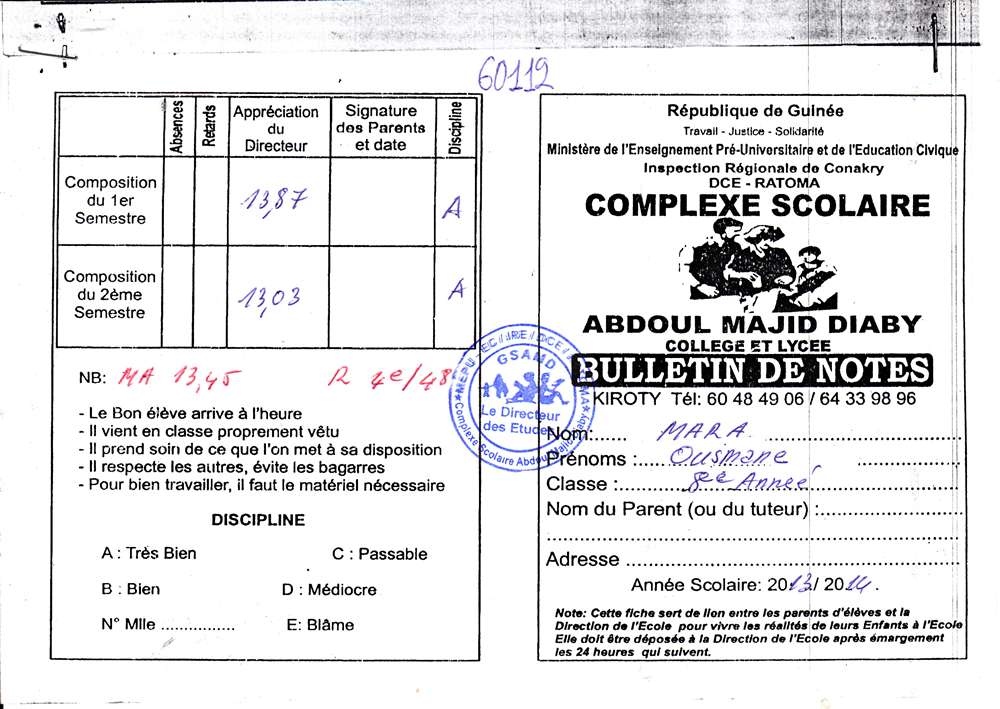 60112
Absences
Retards
Appréciation du Directeur
Signature des Parents et date
Discipline
Composition du 1er Semestre
13,87
A
Composition du 2ème Semestre
13,03
A
NB: MA 13,45 R 4e/48
- Le Bon élève arrive à l'heure
- Il vient en classe proprement vêtu
- Il prend soin de ce que l'on met à sa disposition
- Il respecte les autres, évite les bagarres
- Pour bien travailler, il faut le matériel nécessaire
DISCIPLINE
A : Très Bien C : Passable
B : Bien D : Médiocre
N° Mlle ................. E: Blâme
GSAMD
Le Directeur
des Etudes
Complexe Scolaire Abdoul Majid Diaby
République de Guinée
Travail - Justice - Solidarité
Ministère de l'Enseignement Pré-Universitaire et de l'Education Civique
Inspection Régionale de Conakry
DCE - RATOMA
COMPLEXE SCOLAIRE
ABDOUL MAJID DIABY
COLLEGE ET LYCEE
BULLETIN DE NOTES
KIROTY Tél: 60 48 49 06 / 64 33 98 96
Nom:...... MARA
Prénoms :..... Ousmane
Classe :...... 8eè Année
Nom du Parent (ou du tuteur) :
Adresse
Année Scolaire: 2013/ 2014.
Note: Cette fiche sert de lion entre les parents d'élèves et la
Direction de l'Ecole pour vivre les réalités de leurs Enfants à l'Ecole
Elle doit être déposée à la Direction de l'Ecole après émargement
les 24 heures qui suivent.